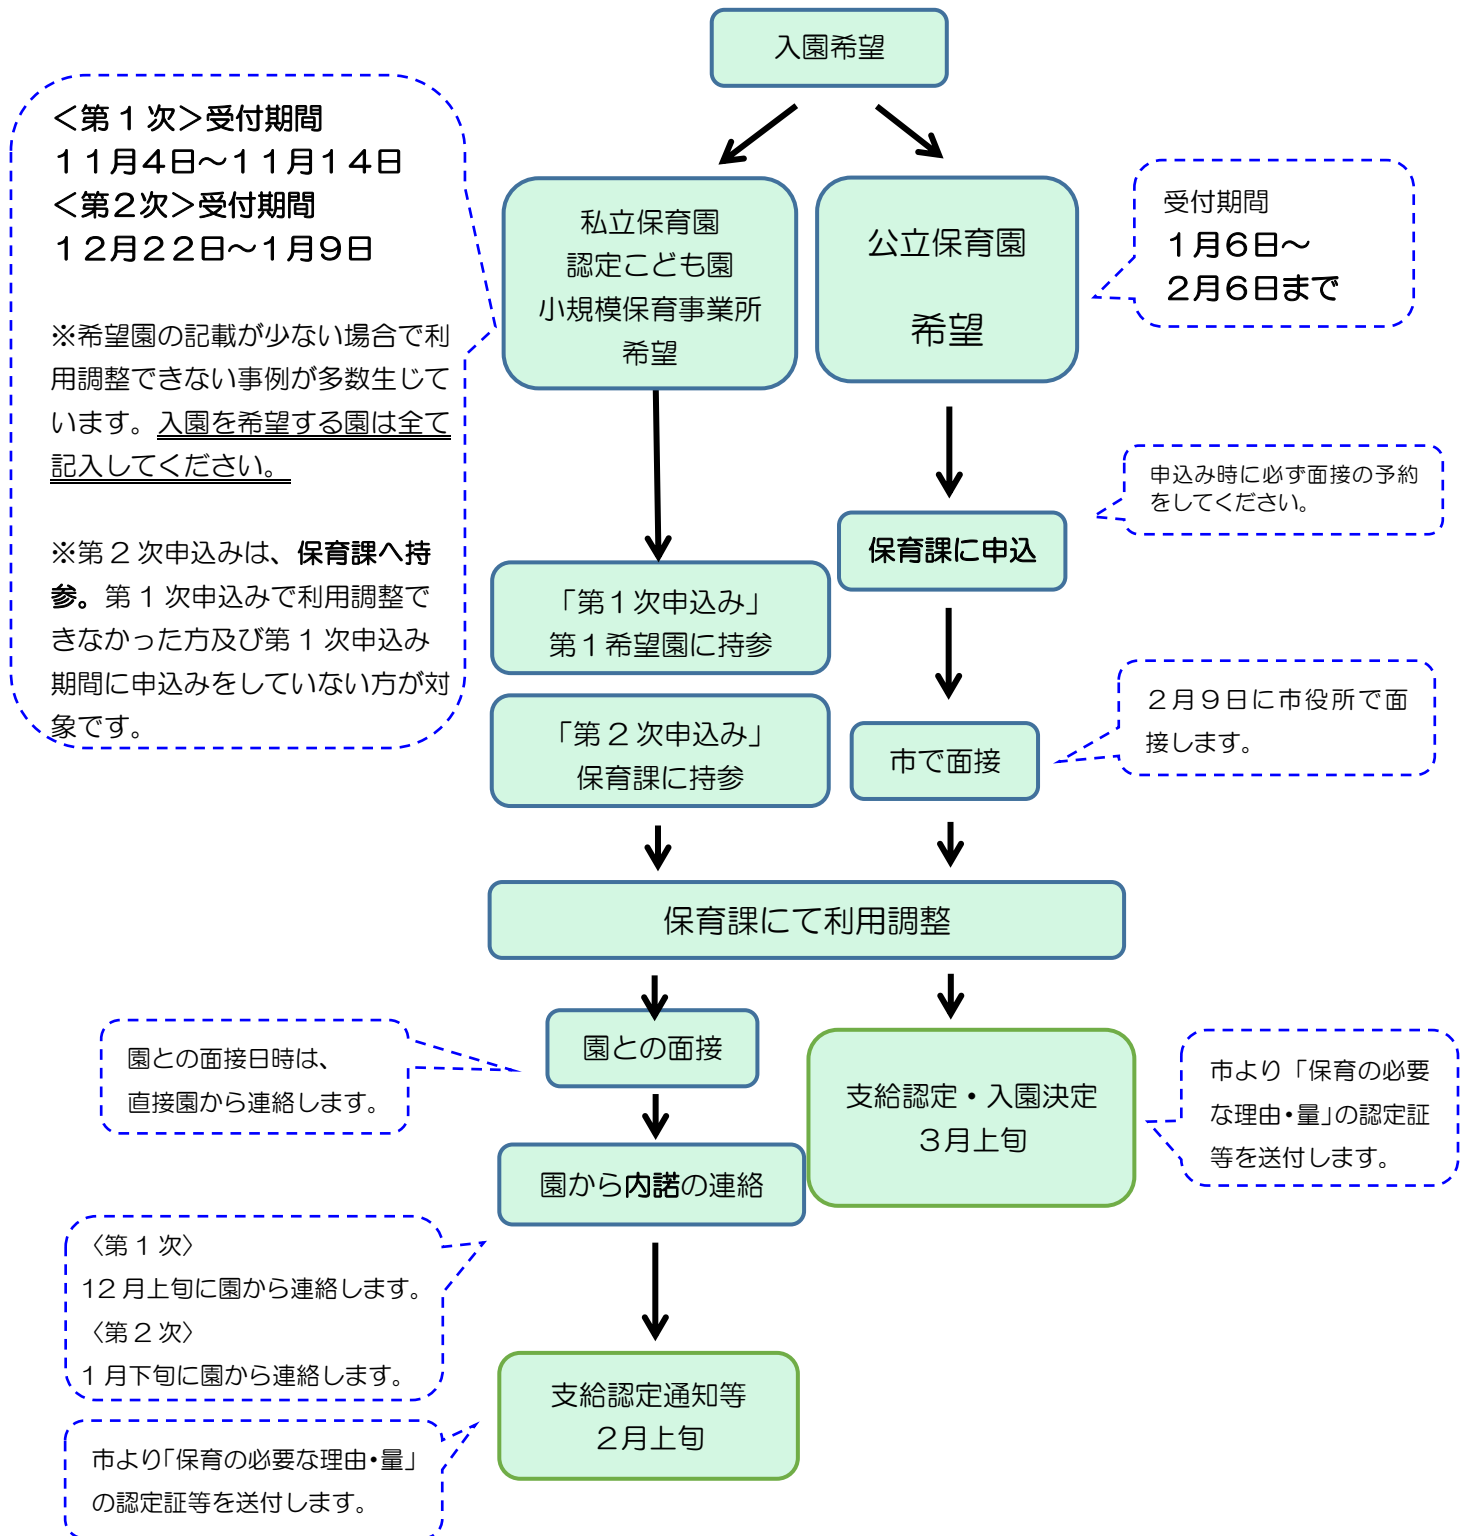 入園希望
＜第1次＞受付期間
１１月４日～１１月１４日
＜第２次＞受付期間
１２月２２日～１月９日
※希望園の記載が少ない場合で利
用調整できない事例が多数生じて
います。入園を希望する園は全て
記入してください。
※第２次申込みは、保育課へ持
参。第１次申込みで利用調整で
きなかった方及び第１次申込み
期間に申込みをしていない方が対
象です。
私立保育園
認定こども園
小規模保育事業所
希望
公立保育園
希望
受付期間
１月６日～
２月６日まで
申込み時に必ず面接の予約
をしてください。
保育課に申込
「第１次申込み」
第１希望園に持参
「第２次申込み」
保育課に持参
市で面接
２月９日に市役所で面
接します。
保育課にて利用調整
園との面接
園との面接日時は、
直接園から連絡します。
支給認定・入園決定
３月上旬
市より「保育の必要
な理由・量」の認定証
等を送付します。
園から内諾の連絡
〈第１次〉
12月上旬に園から連絡します。
〈第２次〉
１月下旬に園から連絡します。
支給認定通知等
２月上旬
市より「保育の必要な理由・量」
の認定証等を送付します。